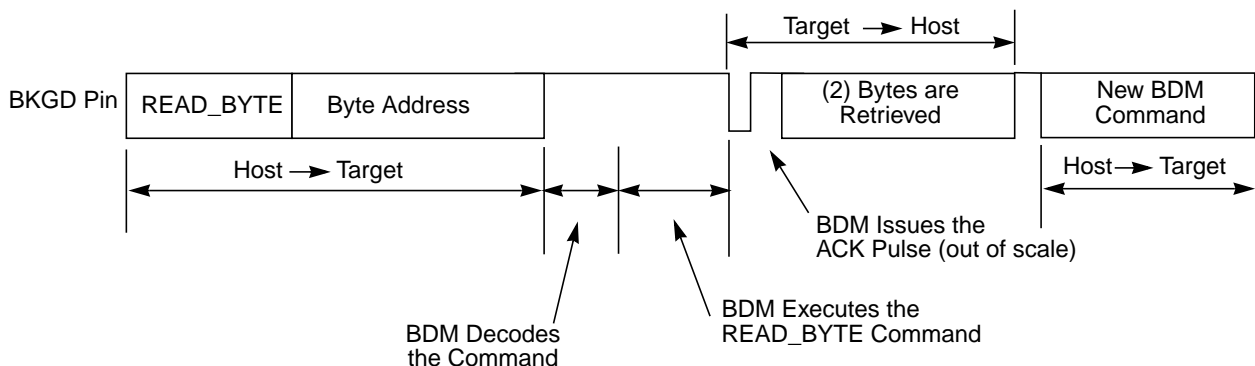 Target → Host
BKGD Pin
READ_BYTE
Byte Address
(2) Bytes are
Retrieved
New BDM
Command
Host → Target
Host → Target
BDM Issues the
ACK Pulse (out of scale)
BDM Executes the
READ_BYTE Command
BDM Decodes
the Command